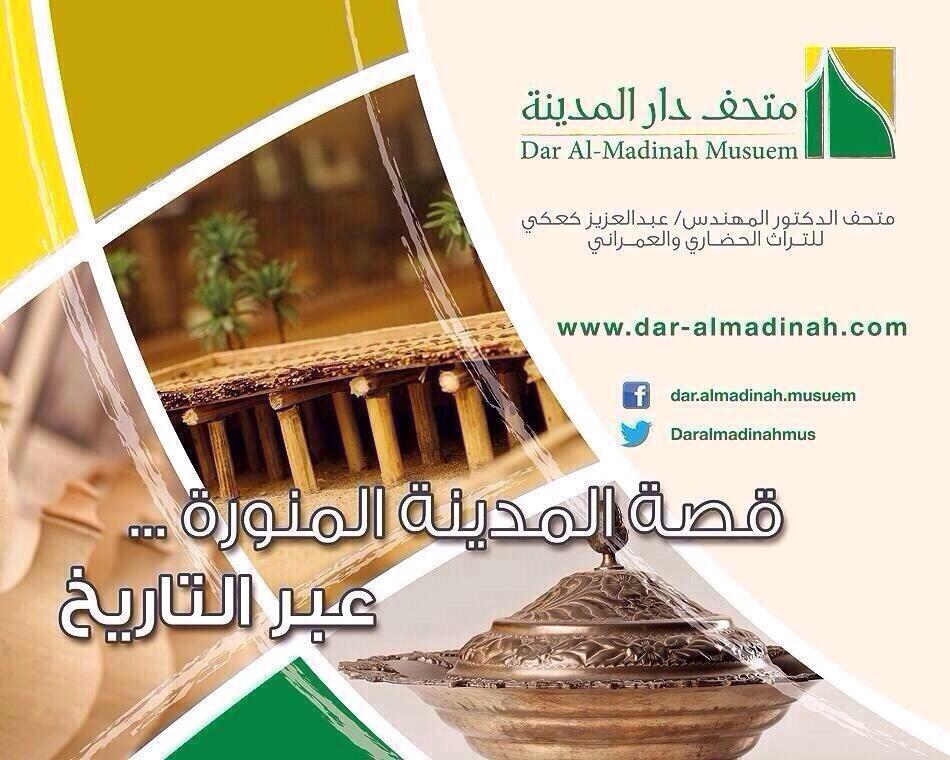 متحف دار المدينة
Dar Al-Madinah Musuem
متحف الدكتور المهندس/ عبدالعزيز كعكي
للتراث الحضاري والعمراني
www.dar-almadinah.com
dar.almadinah.musuem
Daralmadinahmus
قصة المدينة المنورة ...
عبر التاريخ